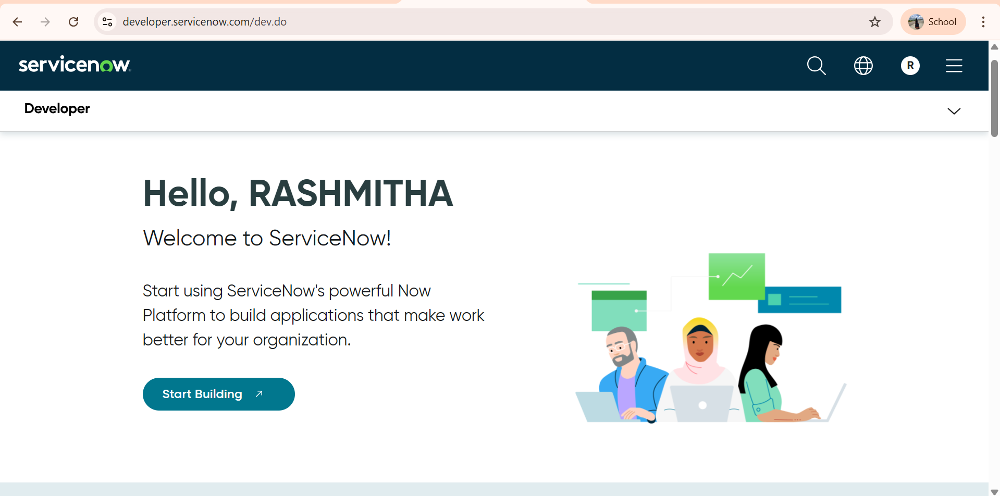 developer.servicenow.com/dev.do
School
servicenow
R
Developer
Hello, RASHMITHA
Welcome to ServiceNow!
Start using ServiceNow's powerful Now
Platform to build applications that make work
better for your organization.
Start Building